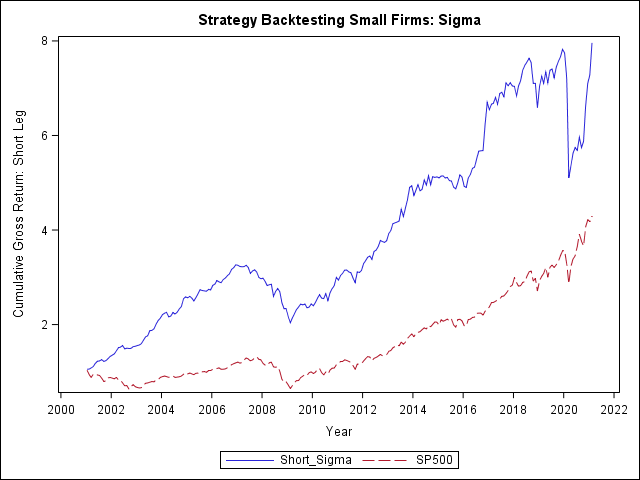 Strategy Backtesting Small Firms: Sigma
Cumulative Gross Return: Short Leg
8
6
4
2
2000 2002 2004 2006 2008 2010 2012 2014 2016 2018 2020 2022
Year
Short_Sigma SP500